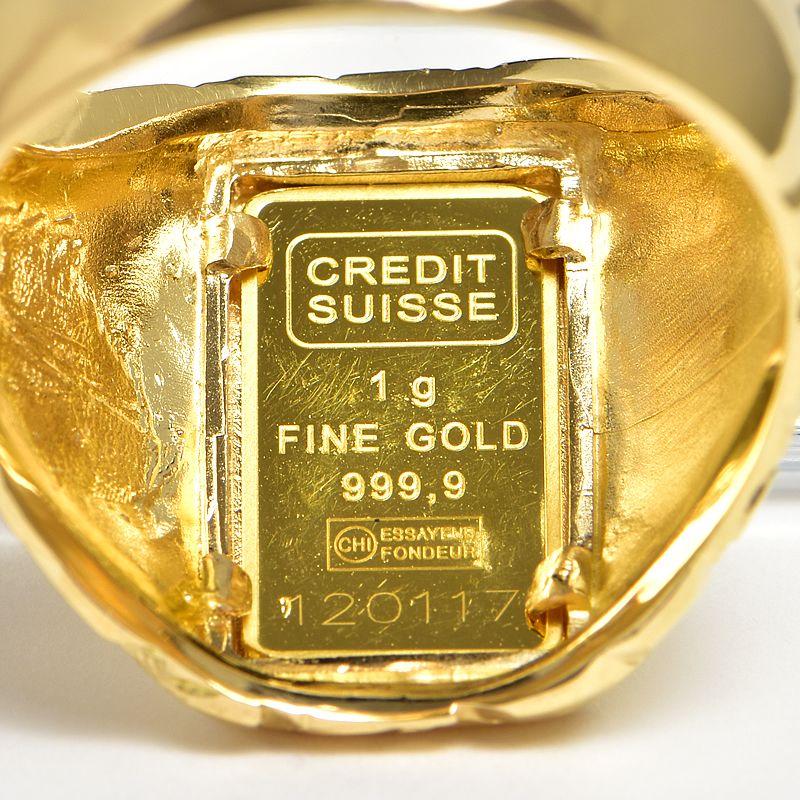 CREDIT
SUISSE
1 g
FINE GOLD
999,9
CHI ESSAYEUR
FONDEUR
120117